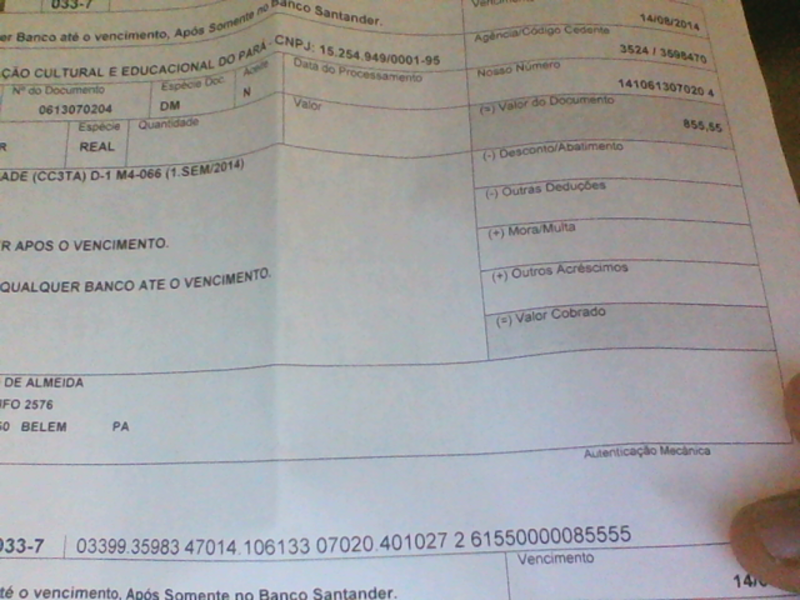 033-7
Vencimento
er Banco até o vencimento, Após Somente no Banco Santander.
14/08/2014
ÇÃO CULTURAL E EDUCACIONAL DO PARÁ - CNPJ: 15.254.949/0001-95
Agência/Código Cedente
3524 / 3598470
Nº do Documento
0613070204
Espécie Doc.
DM
Aceite
N
Data do Processamento
Nosso Número
141061307020 4
R
Espécie
REAL
Quantidade
Valor
(=) Valor do Documento
855,55
ADE (CC3TA) D-1 M4-066 (1.SEM/2014)
(-) Desconto/Abatimento
(-) Outras Deduções
R APOS O VENCIMENTO.
(+) Mora/Multa
QUALQUER BANCO ATE O VENCIMENTO.
(+) Outros Acréscimos
(=) Valor Cobrado
DE ALMEIDA
IFO 2576
60 BELEM PA
Autenticação Mecânica
033-7 03399.35983 47014.106133 07020.401027 2 61550000085555
Vencimento
14/0
té o vencimento, Após Somente no Banco Santander.